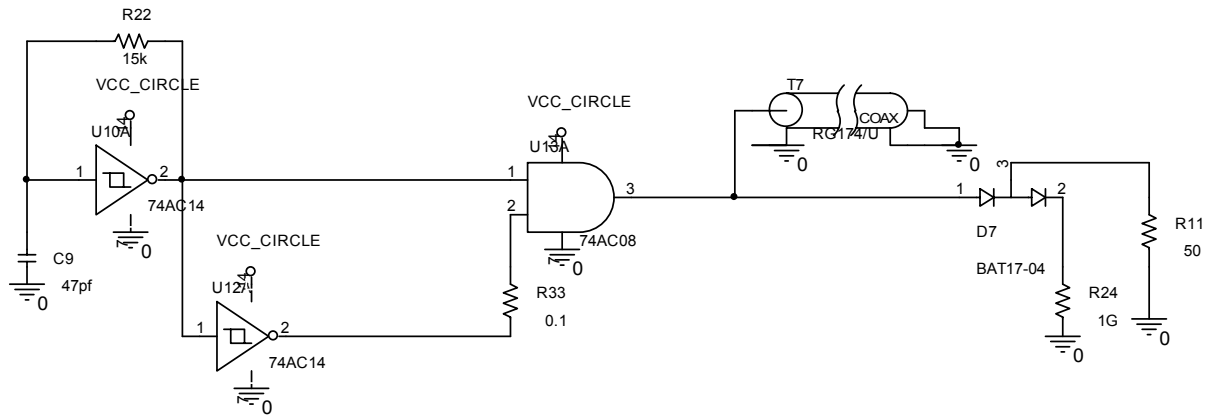 R22
15k
VCC_CIRCLE
U10A
1
2
74AC14
C9
47pf
0
0
VCC_CIRCLE
1
2
74AC14
0
R33
0.1
VCC_CIRCLE
1
2
3
74AC08
0
T7
COAX
RG174/U
0
0
1
3
2
D7
BAT17-04
R24
1G
0
R11
50
0